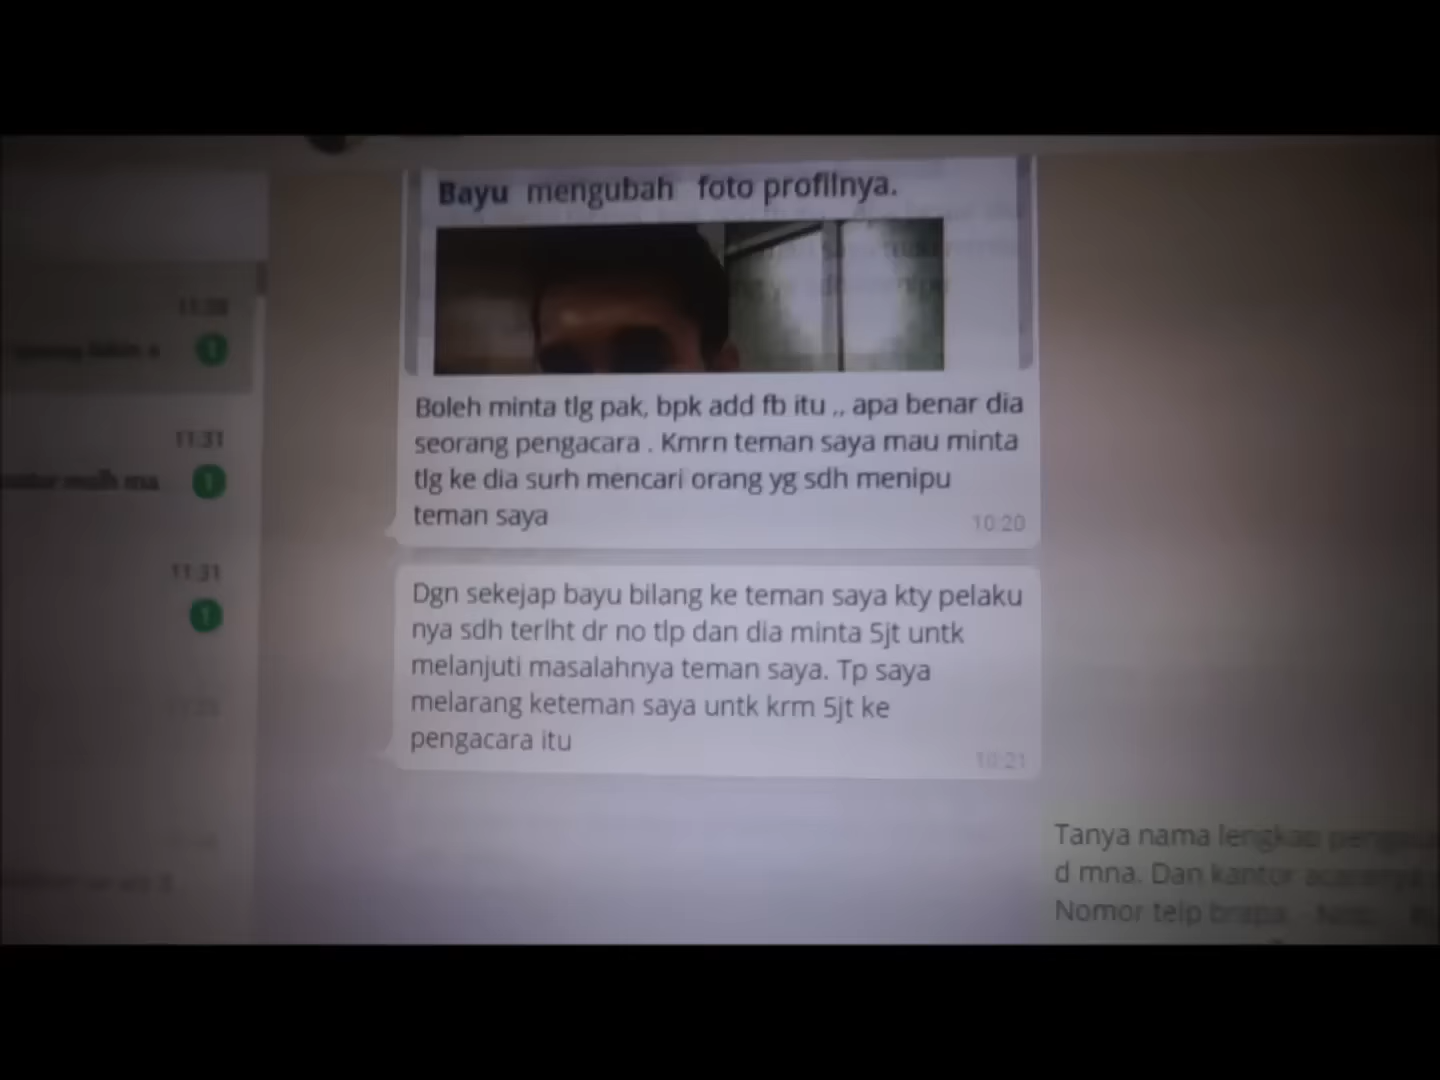 Bayu mengubah foto profilnya.
Boleh minta tlg pak, bpk add fb itu ,, apa benar dia
seorang pengacara . Kmrn teman saya mau minta
tlg ke dia surh mencari orang yg sdh menipu
teman saya
10:20
Dgn sekejap bayu bilang ke teman saya kty pelaku
nya sdh terlht dr no tlp dan dia minta 5jt untk
melanjuti masalahnya teman saya. Tp saya
melarang keteman saya untk krm 5jt ke
pengacara itu
10:21
Tanya nama lengkap
d mna. Dan kantor
Nomor telp
1
11:31
1
11:31
1